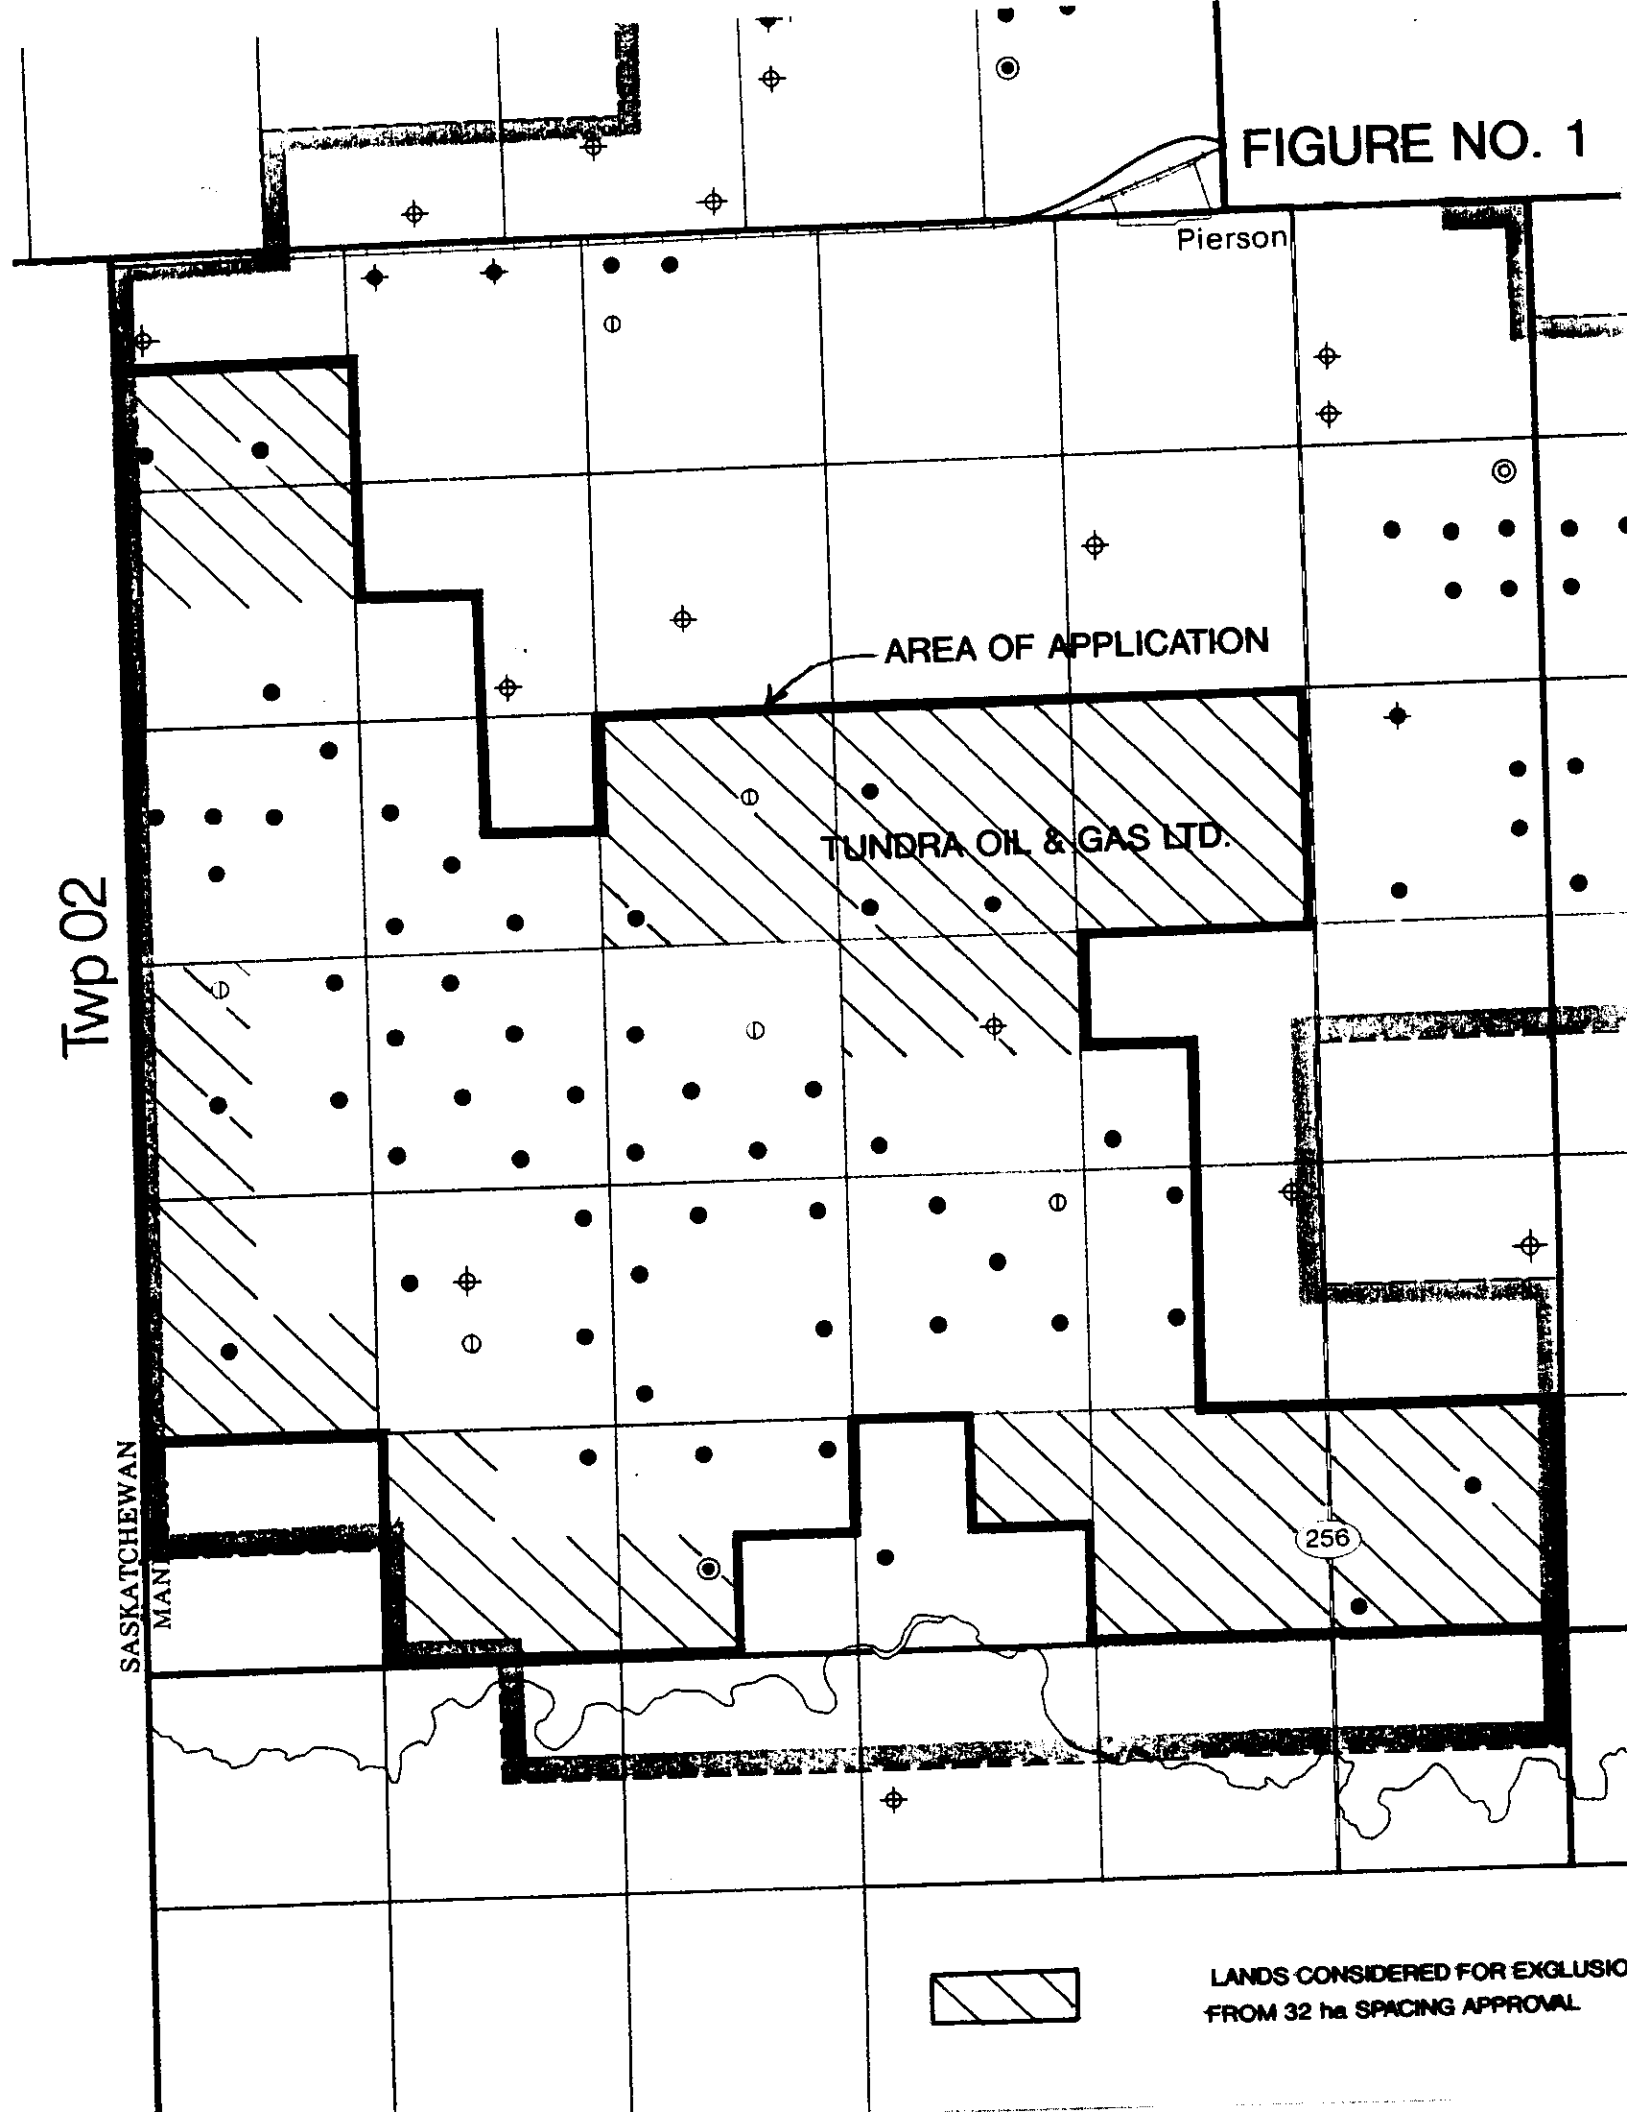 FIGURE NO. 1
Pierson
AREA OF APPLICATION
TUNDRA OIL & GAS LTD.
Twp 02
SASKATCHEWAN
MAN
256
LANDS CONSIDERED FOR EXGLUSIO
FROM 32 ha SPACING APPROVAL